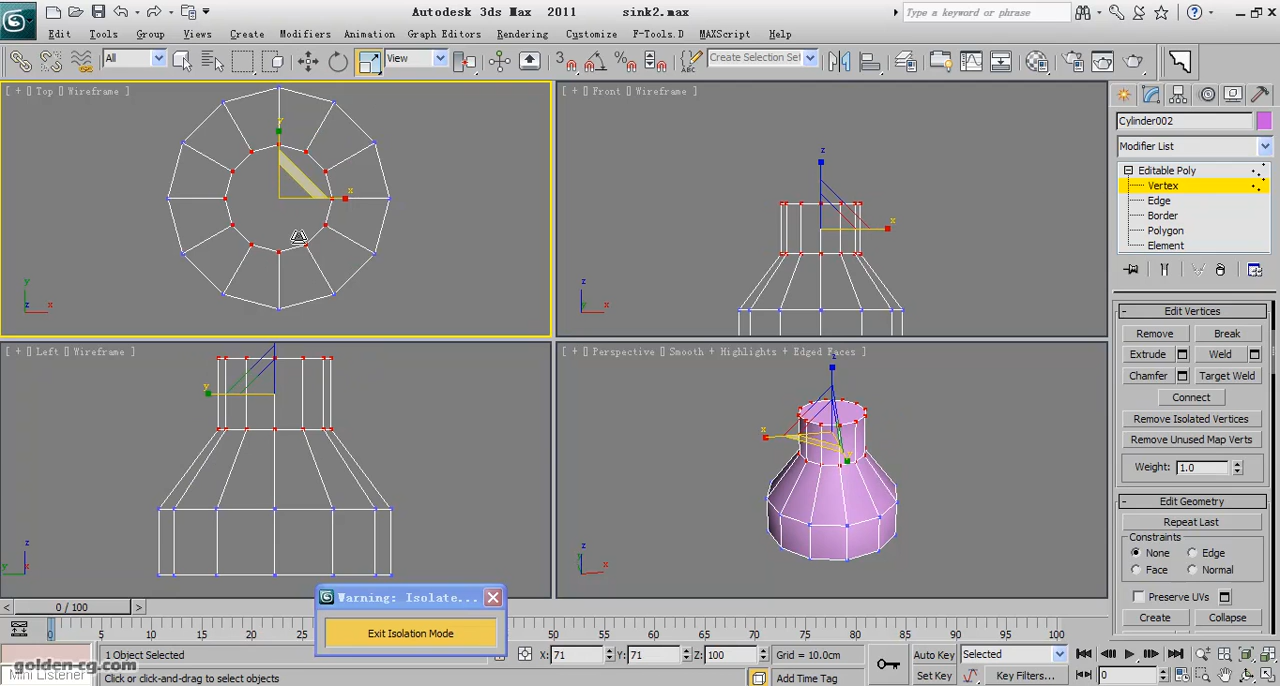 Autodesk 3ds Max 2011 sink2.max
Type a keyword or phrase
Edit Tools Group Views Create Modifiers Animation Graph Editors Rendering Customize F-Tools.D MAXScript Help
All
View
Create Selection Set
[ + [] Top [] Wireframe ]
[ + [] Front [] Wireframe ]
[ + [] Left [] Wireframe ]
[ + [] Perspective [] Smooth + Highlights + Edged Faces ]
Cylinder002
Modifier List
Editable Poly
Vertex
Edge
Border
Polygon
Element
- Edit Vertices
Remove Break
Extrude Weld
Chamfer Target Weld
Connect
Remove Isolated Vertices
Remove Unused Map Verts
Weight: 1.0
- Edit Geometry
Repeat Last
Constraints
None Edge
Face Normal
Preserve UVs
Create Collapse
Warning: Isolate...
Exit Isolation Mode
< 0 / 100 >
0 5 10 15 20 25 50 55 60 65 70 75 80 85 90 95 100
1 Object Selected
X: 71 Y: 71 Z: 100 Grid = 10.0cm
Auto Key Selected
golden-cg.com
Mini Listener
Click or click-and-drag to select objects
Add Time Tag
Set Key Key Filters... 0